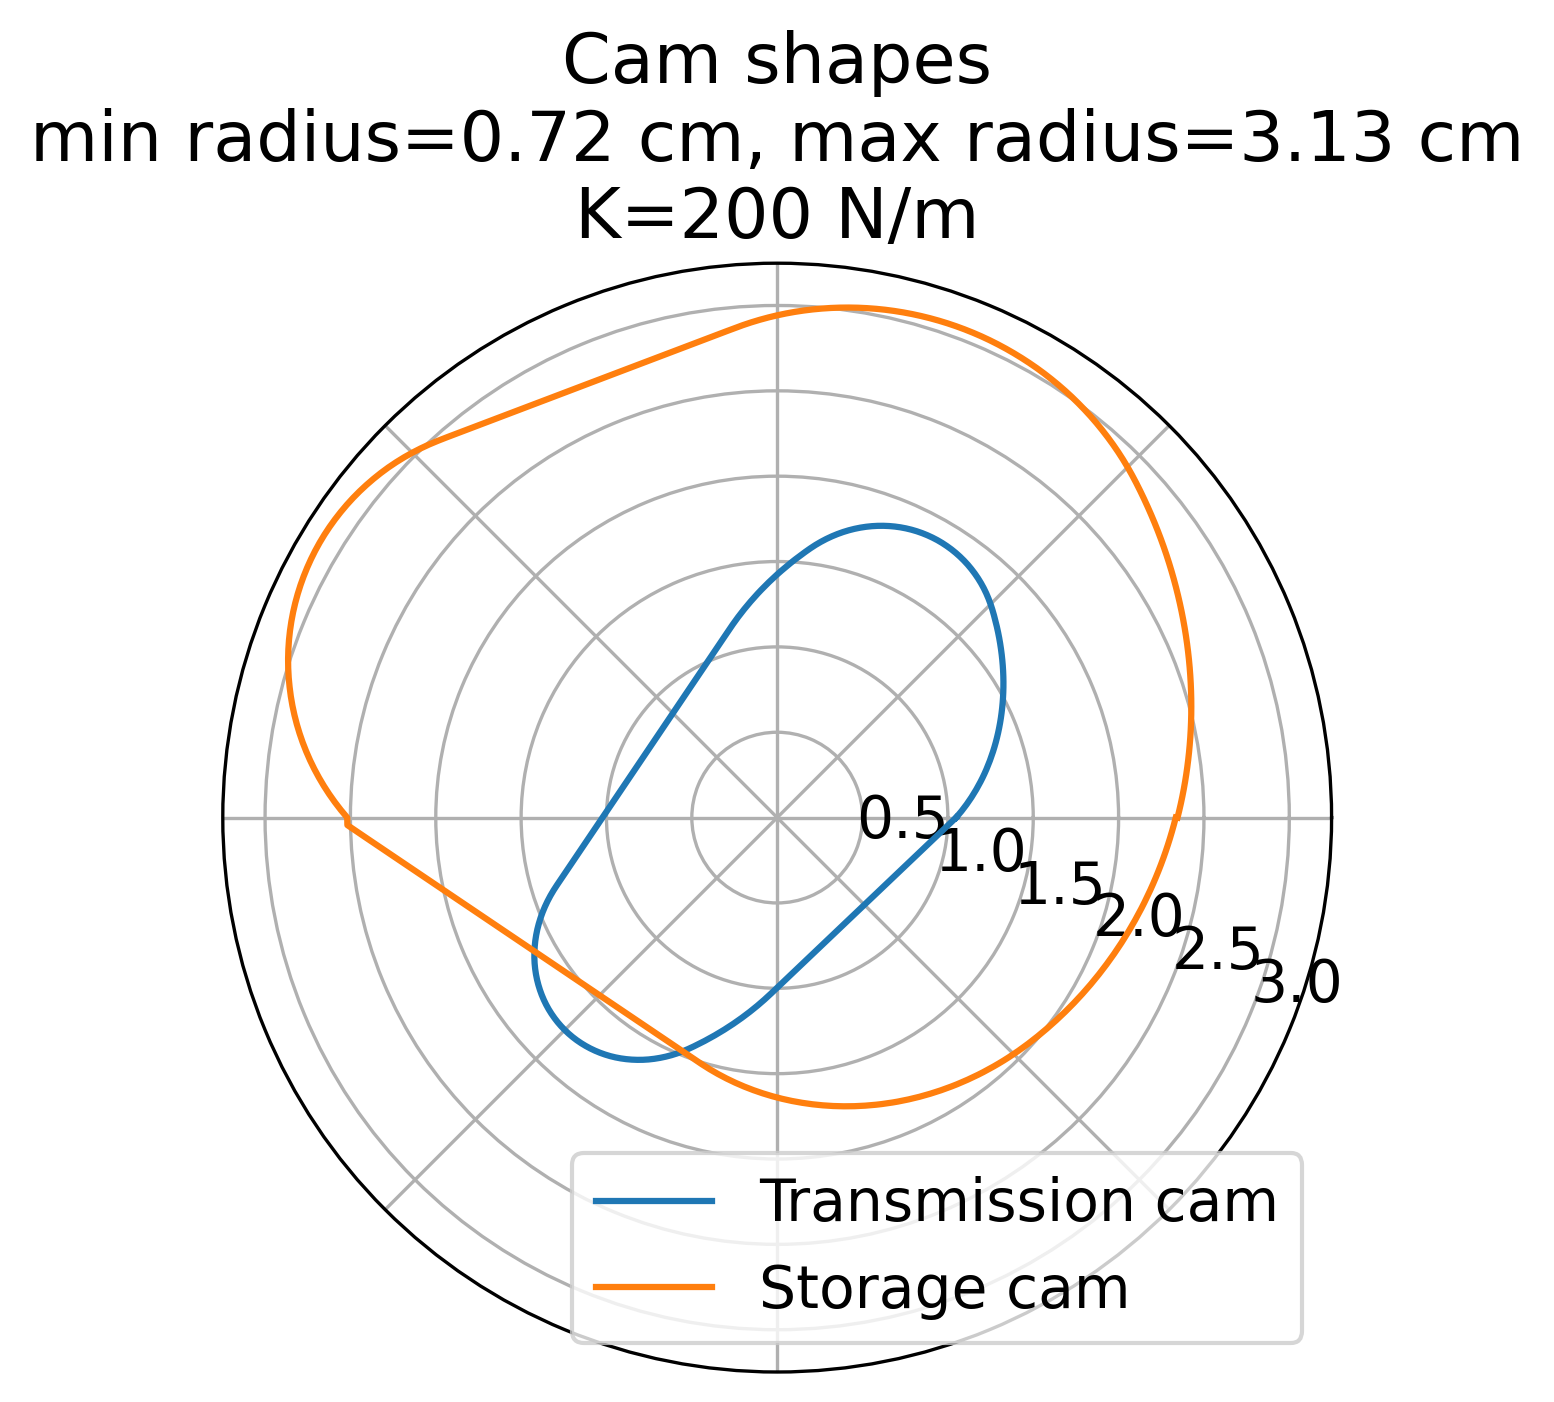 Cam shapes
min radius=0.72 cm, max radius=3.13 cm
K=200 N/m
0.5
1.0
1.5
2.0
2.5
3.0
Transmission cam
Storage cam